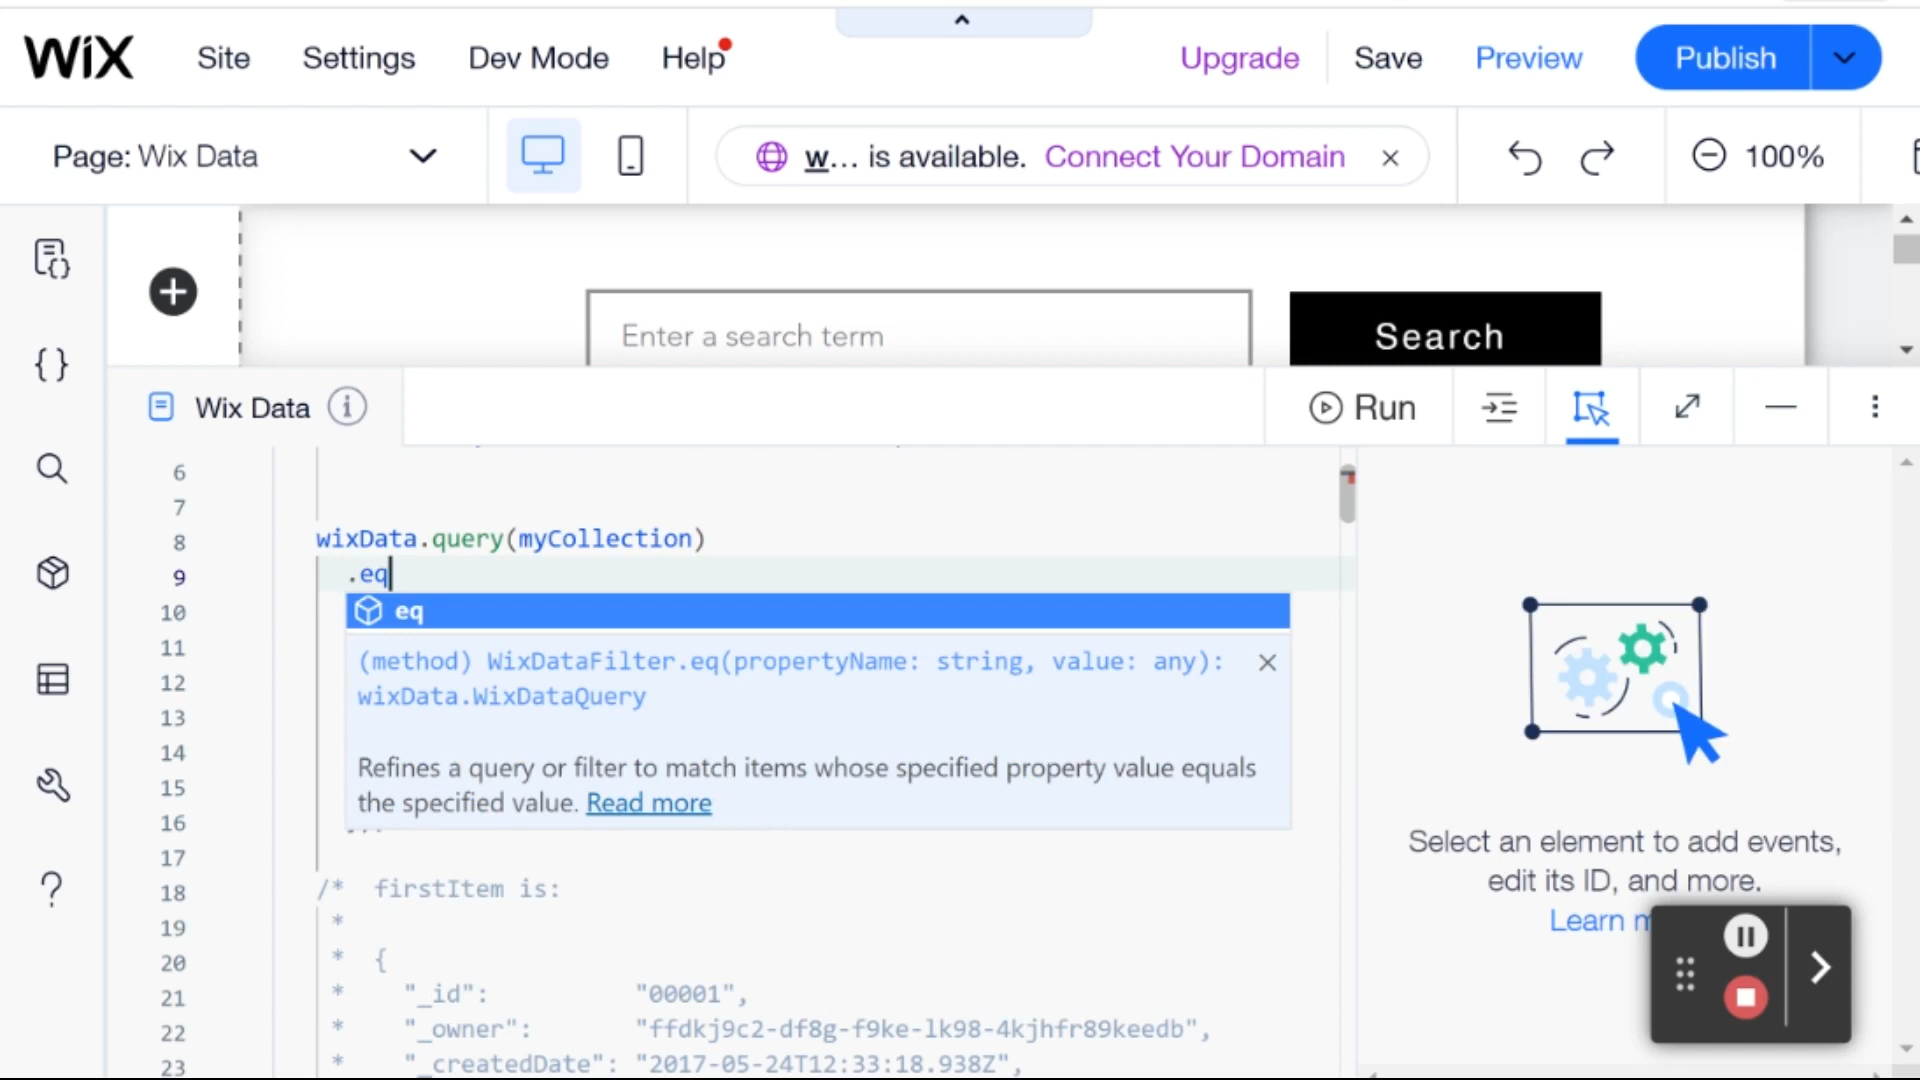 WiX Site Settings Dev Mode Help Upgrade Save Preview Publish
Page: Wix Data w... is available. Connect Your Domain 100%
Enter a search term Search
Wix Data Run
6
7
8 wixData.query(myCollection)
9 .eq
10 eq
11 (method) WixDataFilter.eq(propertyName: string, value: any):
12 wixData.WixDataQuery
13
14 Refines a query or filter to match items whose specified property value equals
15 the specified value. Read more
16
17
18 /* firstItem is:
19 *
20 * {
21 * "_id": "00001",
22 * "_owner": "ffdkj9c2-df8g-f9ke-lk98-4kjhfr89keedb",
23 * "_createdDate": "2017-05-24T12:33:18.938Z",
Select an element to add events,
edit its ID, and more.
Learn